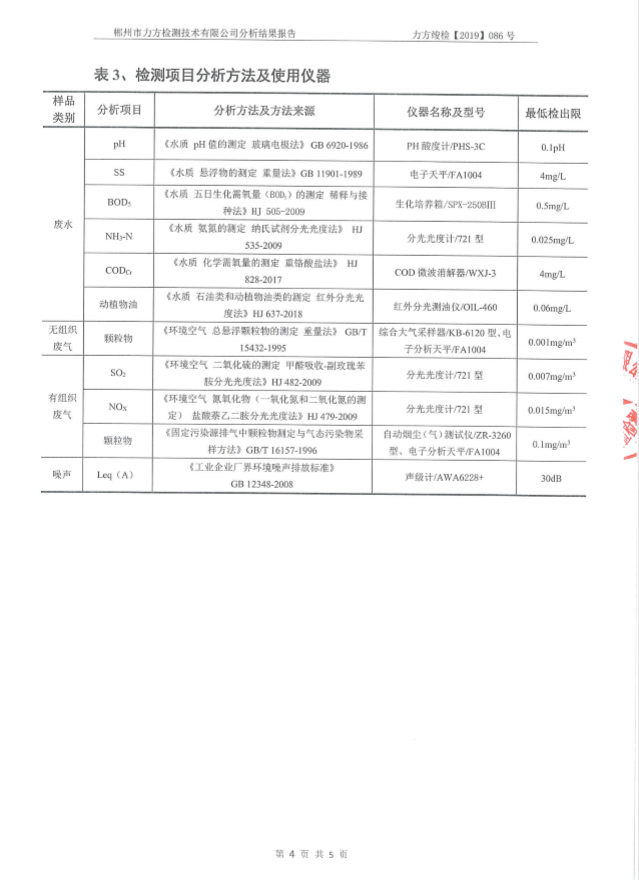 郴州市力方检测技术有限公司分析结果报告 力方绫检【2019】086 号
表 3、检测项目分析方法及使用仪器
样品类别 分析项目 分析方法及方法来源 仪器名称及型号 最低检出限
废水 pH 《水质 pH 值的测定 玻璃电极法》 GB 6920-1986 PH 酸度计/PHS-3C 0.1pH
SS 《水质 悬浮物的测定 重量法》GB 11901-1989 电子天平/FA1004 4mg/L
BOD₅ 《水质 五日生化需氧量（BOD₅）的测定 稀释与接
种法》HJ 505-2009 生化培养箱/SPX-250BⅢ 0.5mg/L
NH₃-N 《水质 氨氮的测定 纳氏试剂分光光度法》 HJ
535-2009 分光光度计/721 型 0.025mg/L
CODCr 《水质 化学需氧量的测定 重铬酸盐法》 HJ
828-2017 COD 微波消解器/WXJ-3 4mg/L
动植物油 《水质 石油类和动植物油类的测定 红外分光光
度法》HJ 637-2018 红外分光测油仪/OIL-460 0.06mg/L
无组织废气 颗粒物 《环境空气 总悬浮颗粒物的测定 重量法》 GB/T
15432-1995 综合大气采样器/KB-6120 型、电
子分析天平/FA1004 0.001mg/m³
有组织废气 SO₂ 《环境空气 二氧化硫的测定 甲醛吸收-副玫瑰苯
胺分光光度法》HJ 482-2009 分光光度计/721 型 0.007mg/m³
NOx 《环境空气 氮氧化物（一氧化氮和二氧化氮的测
定） 盐酸萘乙二胺分光光度法》HJ 479-2009 分光光度计/721 型 0.015mg/m³
颗粒物 《固定污染源排气中颗粒物测定与气态污染物采
样方法》GB/T 16157-1996 自动烟尘（气）测试仪/ZR-3260
型、电子分析天平/FA1004 0.1mg/m³
噪声 Leq（A） 《工业企业厂界环境噪声排放标准》
GB 12348-2008 声级计/AWA6228+ 30dB
第 4 页 共 5 页